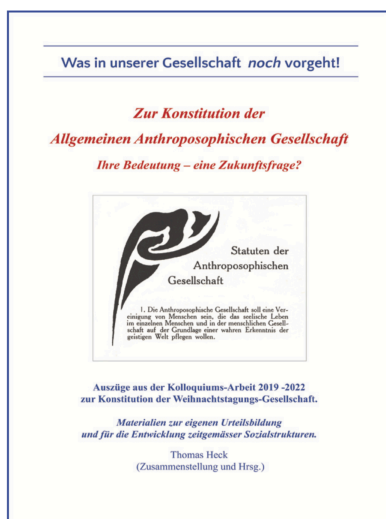 Was in unserer Gesellschaft noch vorgeht!
Zur Konstitution der
Allgemeinen Anthroposophischen Gesellschaft
Ihre Bedeutung – eine Zukunftsfrage?
Statuten der
Anthroposophischen
Gesellschaft
1. Die Anthroposophische Gesellschaft soll eine Ver-
einigung von Menschen sein, die das seelische Leben
im einzelnen Menschen und in der menschlichen Gesell-
schaft auf der Grundlage einer wahren Erkenntnis der
geistigen Welt pflegen wollen.
Auszüge aus der Kolloquiums-Arbeit 2019 -2022
zur Konstitution der Weihnachtstagungs-Gesellschaft.
Materialien zur eigenen Urteilsbildung
und für die Entwicklung zeitgemässer Sozialstrukturen.
Thomas Heck
(Zusammenstellung und Hrsg.)